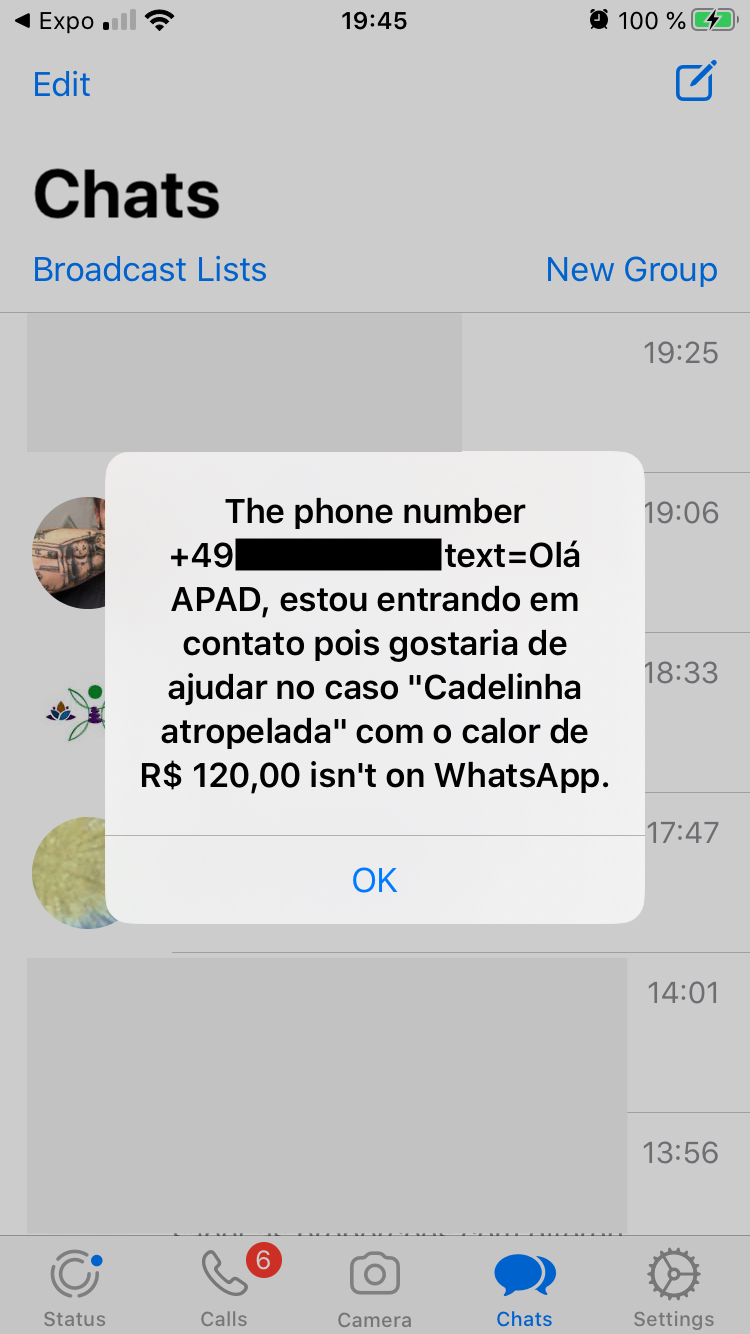 Expo 19:45 100 %
Edit
Chats
Broadcast Lists New Group
19:25
The phone number
+49 text=Olá
APAD, estou entrando em
contato pois gostaria de
ajudar no caso "Cadelinha
atropelada" com o calor de
R$ 120,00 isn't on WhatsApp.
OK
19:06
18:33
17:47
14:01
13:56
6
Status Calls Camera Chats Settings